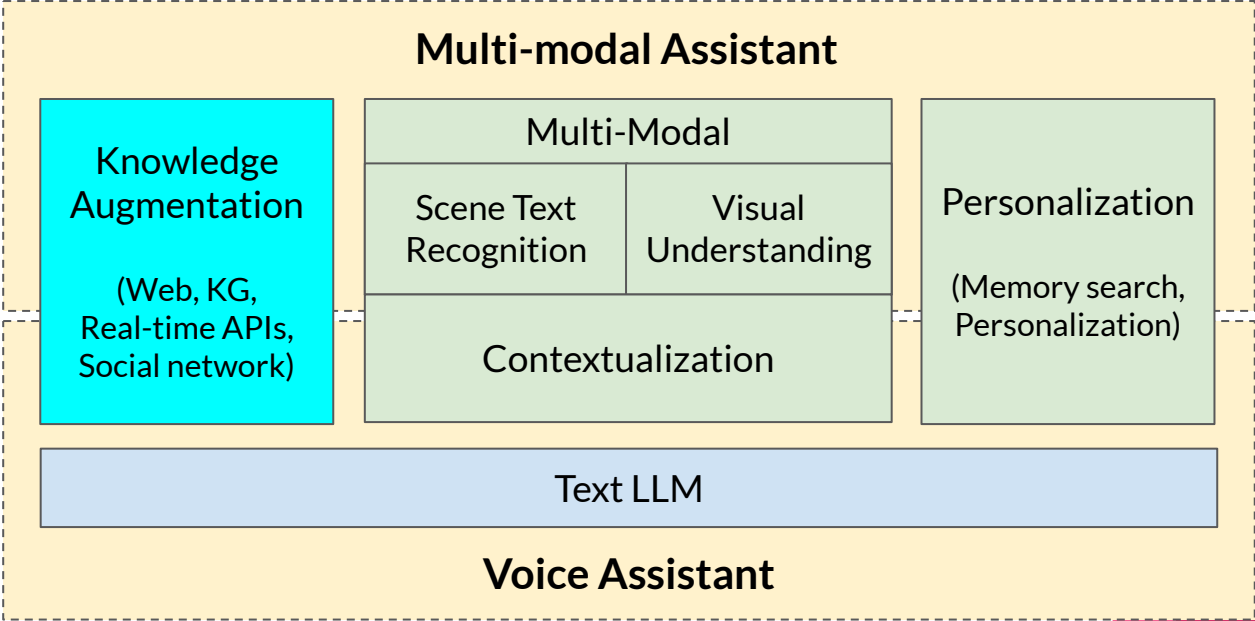 Multi-modal Assistant
Knowledge
Augmentation
(Web, KG,
Real-time APIs,
Social network)
Multi-Modal
Scene Text
Recognition
Visual
Understanding
Contextualization
Personalization
(Memory search,
Personalization)
Text LLM
Voice Assistant